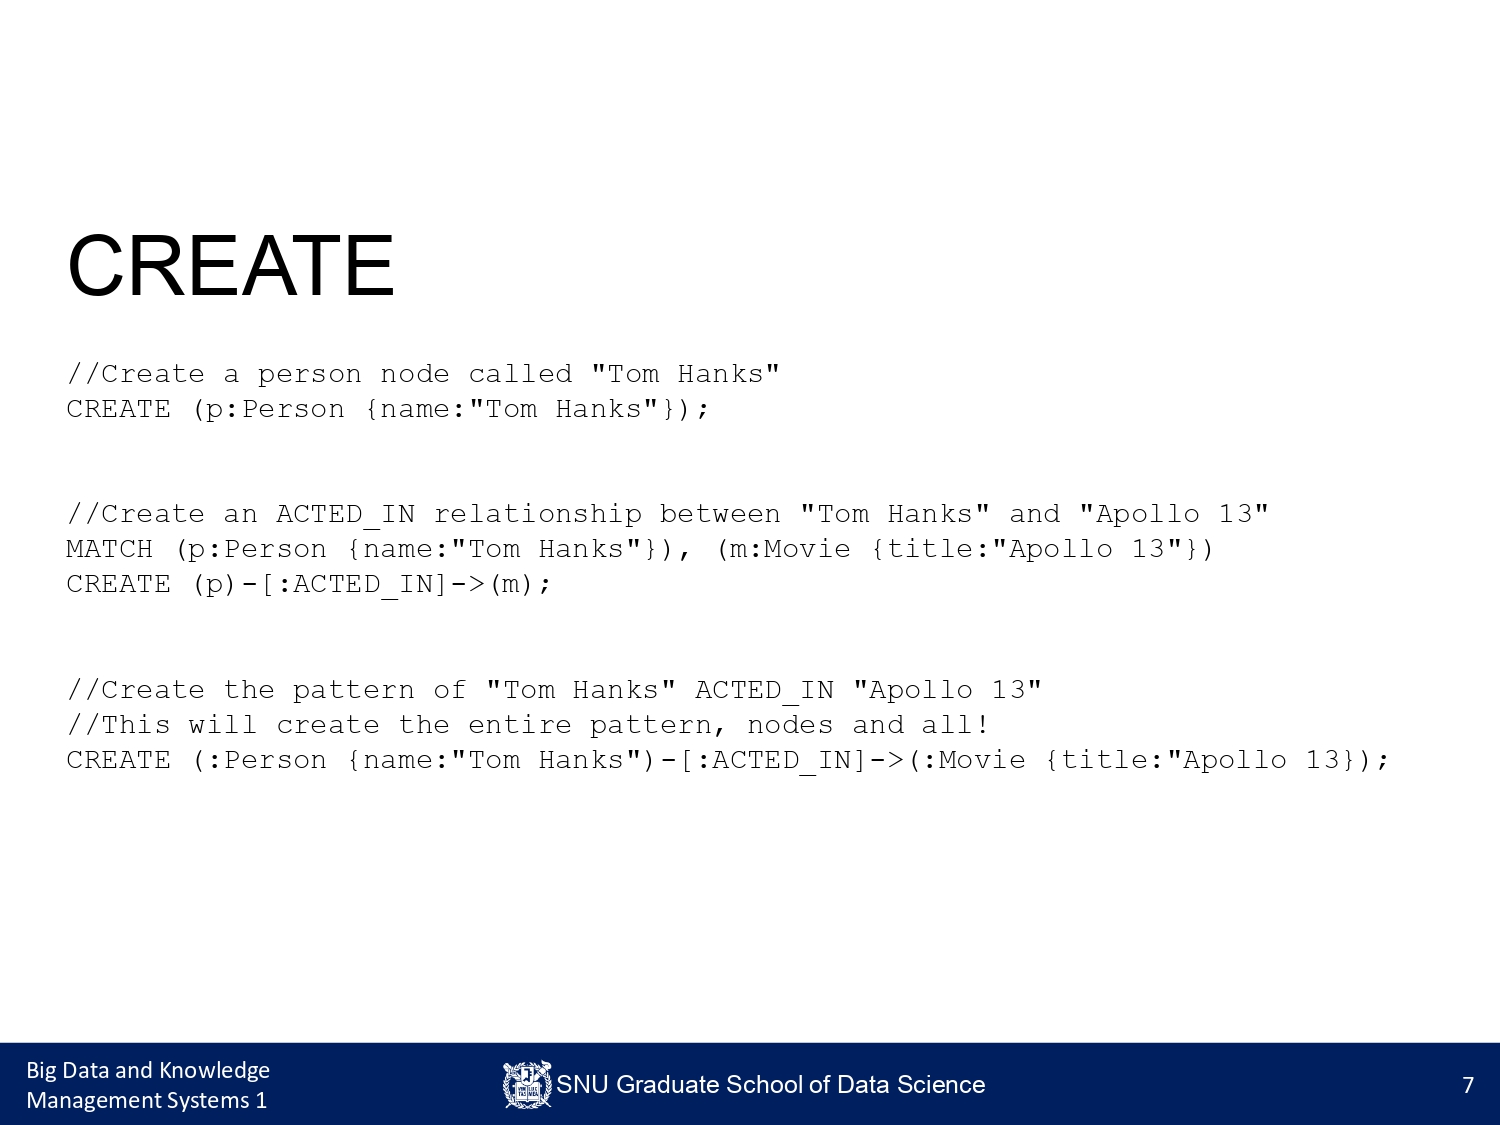 CREATE
//Create a person node called "Tom Hanks"
CREATE (p:Person {name:"Tom Hanks"});
//Create an ACTED_IN relationship between "Tom Hanks" and "Apollo 13"
MATCH (p:Person {name:"Tom Hanks"}), (m:Movie {title:"Apollo 13"})
CREATE (p)-[:ACTED_IN]->(m);
//Create the pattern of "Tom Hanks" ACTED_IN "Apollo 13"
//This will create the entire pattern, nodes and all!
CREATE (:Person {name:"Tom Hanks")-[:ACTED_IN]->(:Movie {title:"Apollo 13});
Big Data and Knowledge
Management Systems 1
SNU Graduate School of Data Science
7